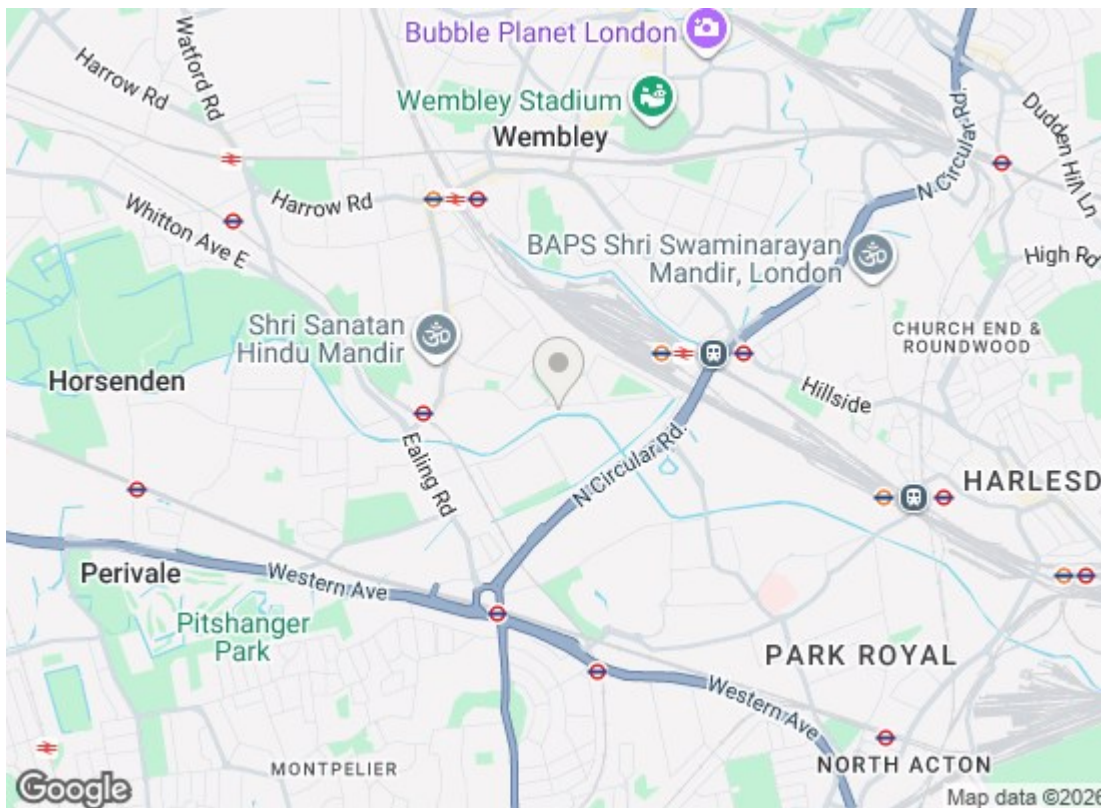 Bubble Planet London
Watford Rd
Harrow Rd
Wembley Stadium
Wembley
N Circular Rd.
Dudden Hill Ln
Harrow Rd
Whitton Ave E
BAPS Shri Swaminarayan
Mandir, London
High Rd
Shri Sanatan
Hindu Mandir
CHURCH END &
ROUNDWOOD
Horsenden
Hillside
Ealing Rd
N Circular Rd.
HARLESD
Perivale
Western Ave
Pitshanger
Park
PARK ROYAL
Western Ave
MONTPELIER
NORTH ACTON
Google
Map data ©2026